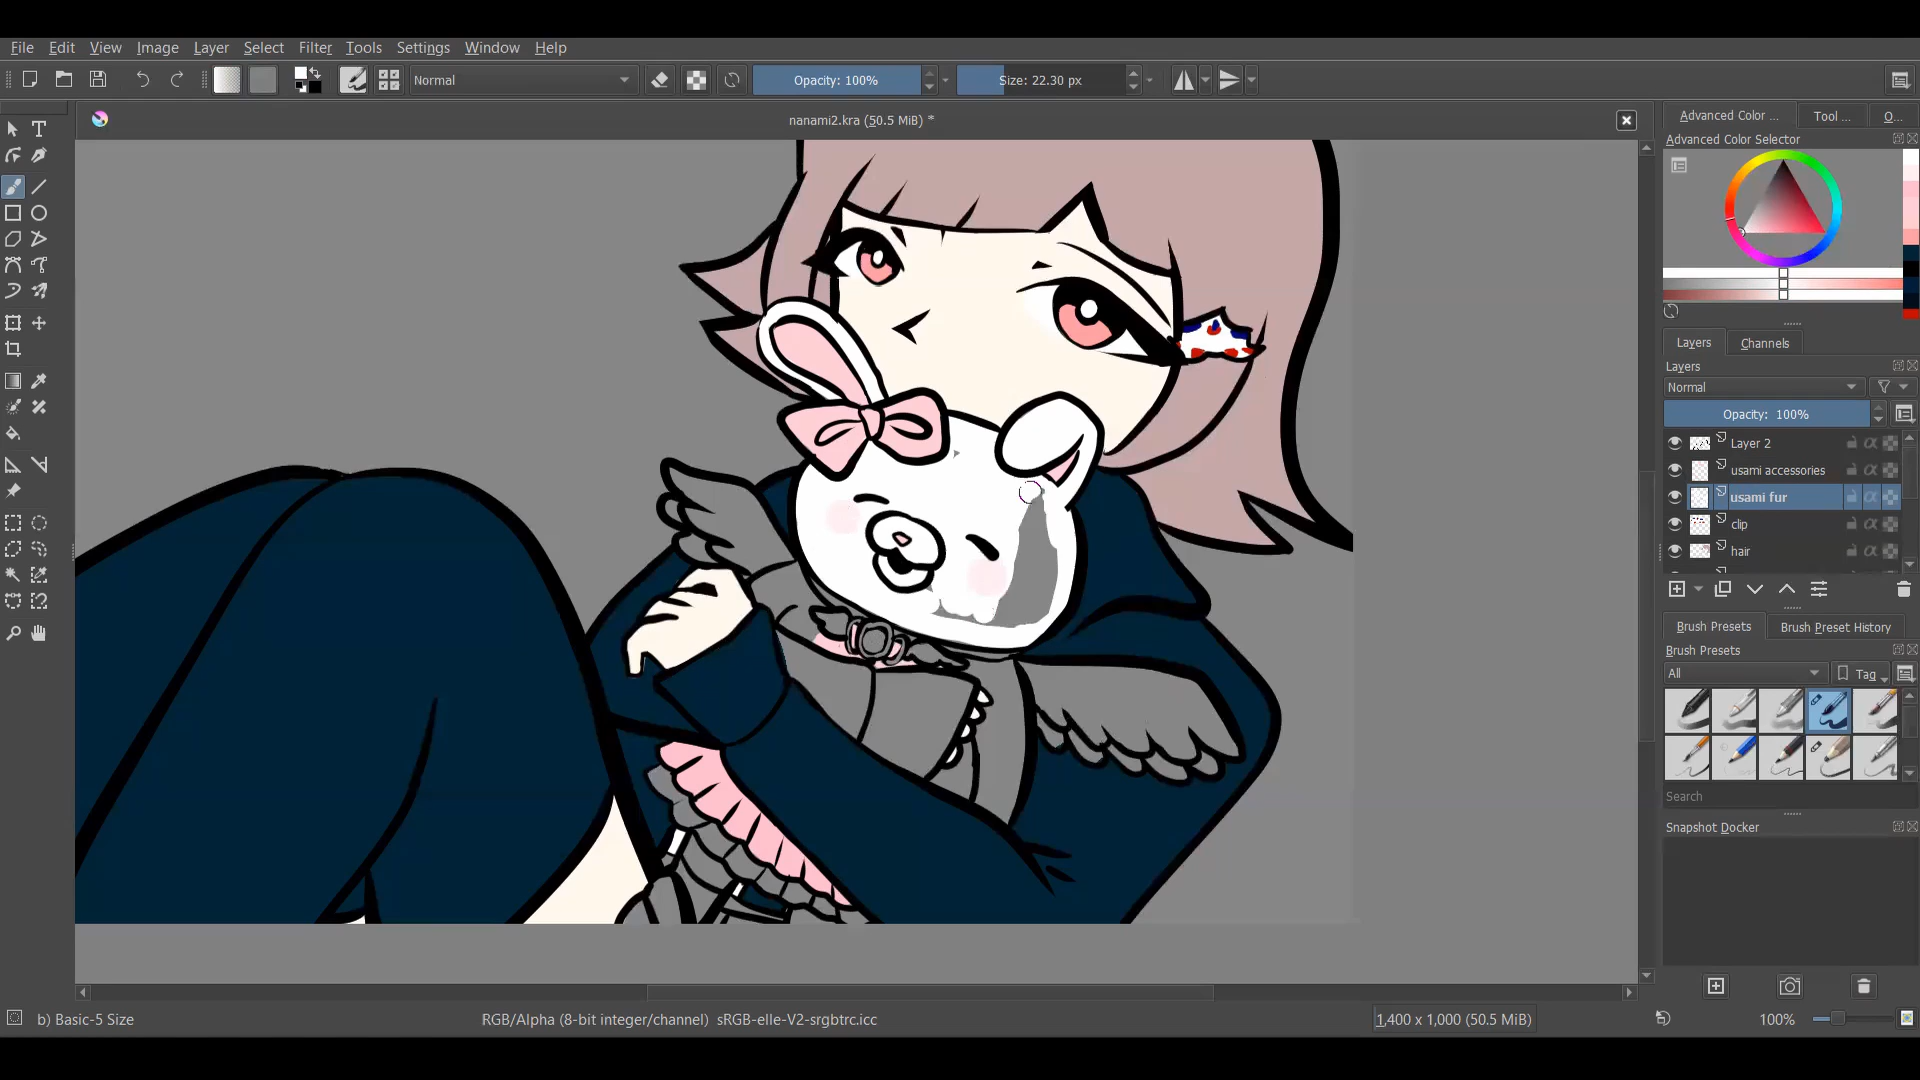 File Edit View Image Layer Select Filter Tools Settings Window Help
Normal Opacity: 100% Size: 22.30 px
nanami2.kra (50.5 MiB) *
Advanced Color ... Tool ... Q...
Advanced Color Selector
Layers Channels
Layers
Normal
Opacity: 100%
Layer 2
usami accessories
usami fur
clip
hair
Brush Presets Brush Preset History
Brush Presets
All Tag
Search
Snapshot Docker
b) Basic-5 Size RGB/Alpha (8-bit integer/channel) sRGB-elle-V2-srgbtrc.icc 1,400 x 1,000 (50.5 MiB) 100%